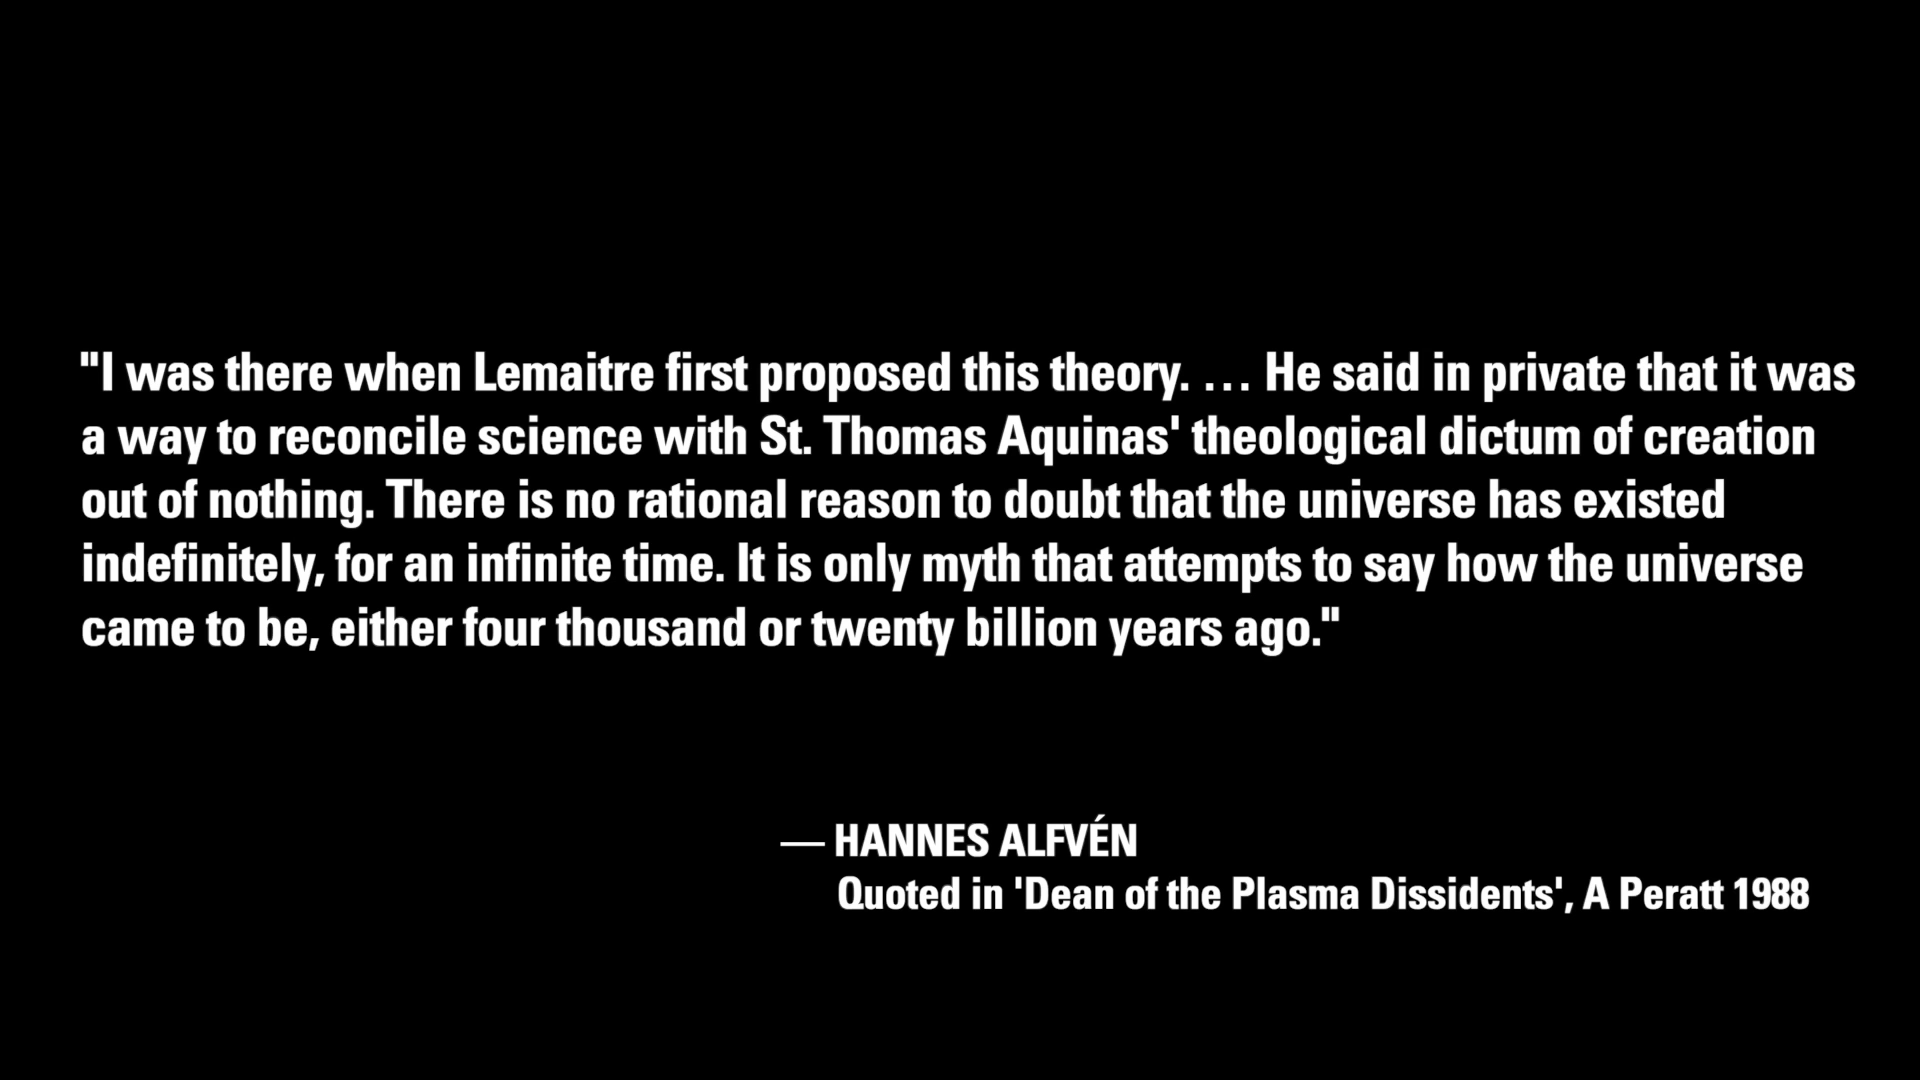 "I was there when Lemaitre first proposed this theory. … He said in private that it was
a way to reconcile science with St. Thomas Aquinas' theological dictum of creation
out of nothing. There is no rational reason to doubt that the universe has existed
indefinitely, for an infinite time. It is only myth that attempts to say how the universe
came to be, either four thousand or twenty billion years ago."
— HANNES ALFVÉN
Quoted in 'Dean of the Plasma Dissidents', A Peratt 1988